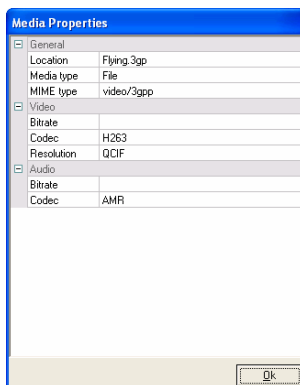 Media Properties
General
Location Flying.3gp
Media type File
MIME type video/3gpp
Video
Bitrate
Codec H263
Resolution QCIF
Audio
Bitrate
Codec AMR
Ok